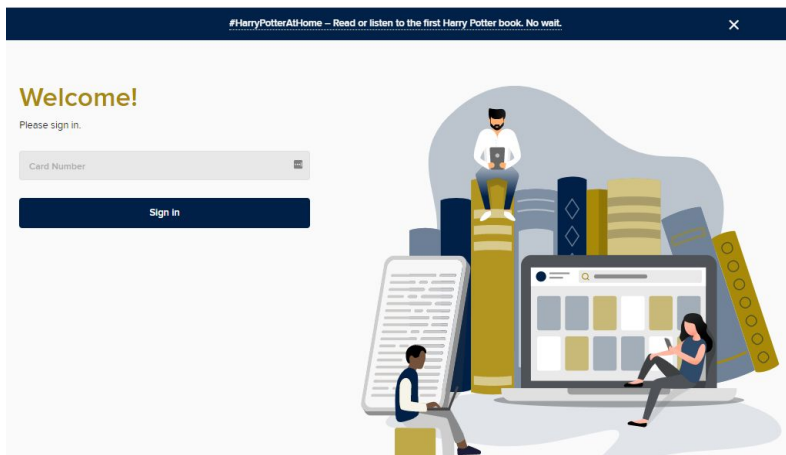 #HarryPotterAtHome – Read or listen to the first Harry Potter book. No wait.
Welcome!
Please sign in.
Card Number
Sign in